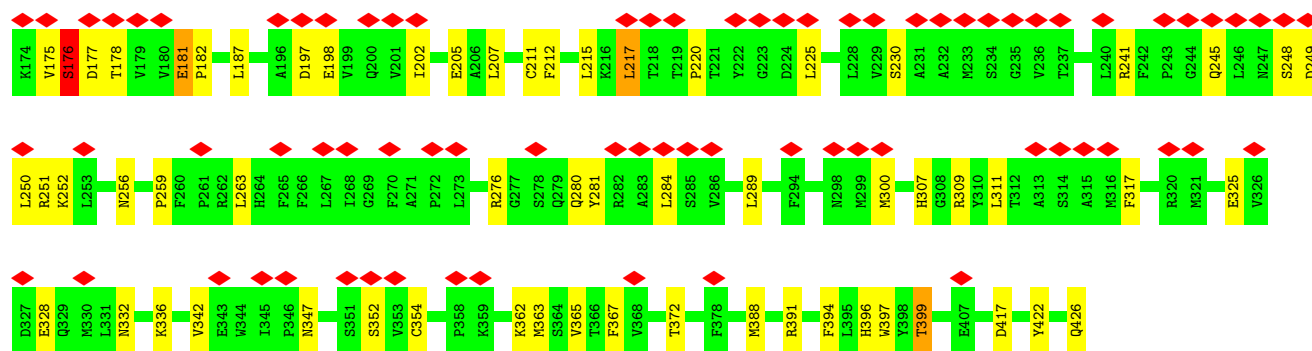 K174 V175 S176 D177 T178 V179 V180 E181 P182 L187 A196 D197 E198 V199 Q200 V201 I202 E205 A206 L207 C211 F212 L215 K216 L217 T218 T219 P220 T221 Y222 G223 D224 L225 L228 V229 S230 A231 A232 M233 S234 G235 V236 T237 L240 R241 F242 P243 G244 Q245 L246 N247 S248 D249
L250 R251 K252 L253 N256 P259 F260 P261 R262 L263 H264 F265 F266 L267 I268 G269 F270 A271 P272 L273 R276 G277 S278 Q279 Q280 Y281 R282 A283 L284 S285 V286 L289 F294 N298 M299 M300 H307 G308 R309 Y310 L311 T312 A313 S314 A315 M316 F317 R320 M321 E325 V326
D327 E328 Q329 M330 L331 N332 K336 V342 E343 W344 I345 P346 N347 S351 S352 V353 C354 P358 K359 K362 M363 S364 V365 T366 F367 V368 T372 F378 M388 R391 F394 L395 H396 W397 Y398 T399 E407 D417 Y422 Q426